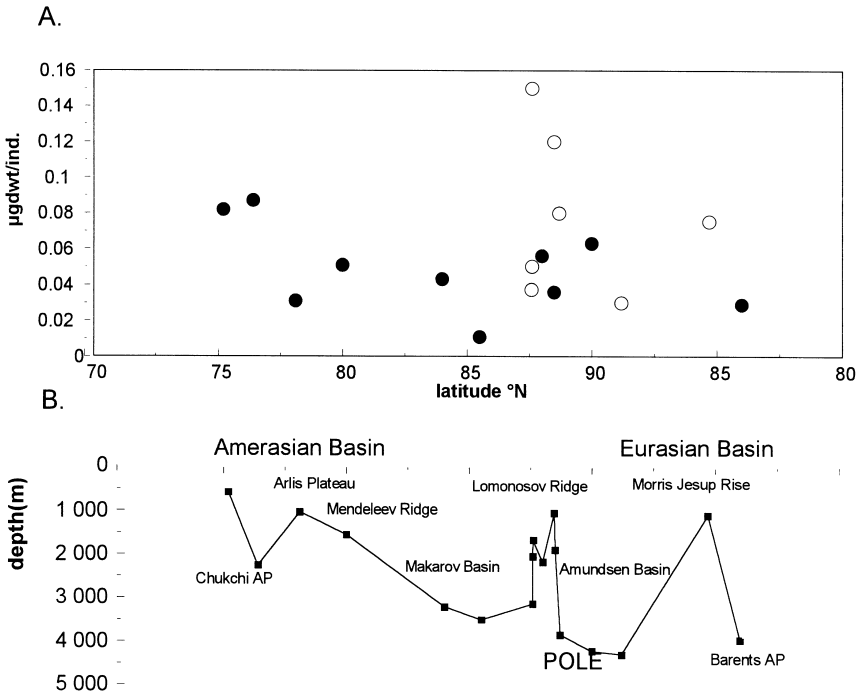 A.
0.16
0.14
0.12
0.1
0.08
0.06
0.04
0.02
0
µgdwt/ind.
70 75 80 85 90 85 80
latitude °N
B.
Amerasian Basin Eurasian Basin
0
1 000
2 000
3 000
4 000
5 000
depth(m)
Arlis Plateau
Lomonosov Ridge
Morris Jesup Rise
Mendeleev Ridge
Makarov Basin
Amundsen Basin
Chukchi AP
POLE
Barents AP